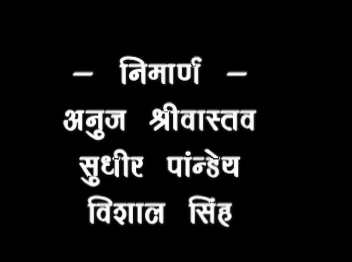 – निमार्ण –
अनुज श्रीवास्तव
सुधीर पांन्डेय
विशाल सिंह